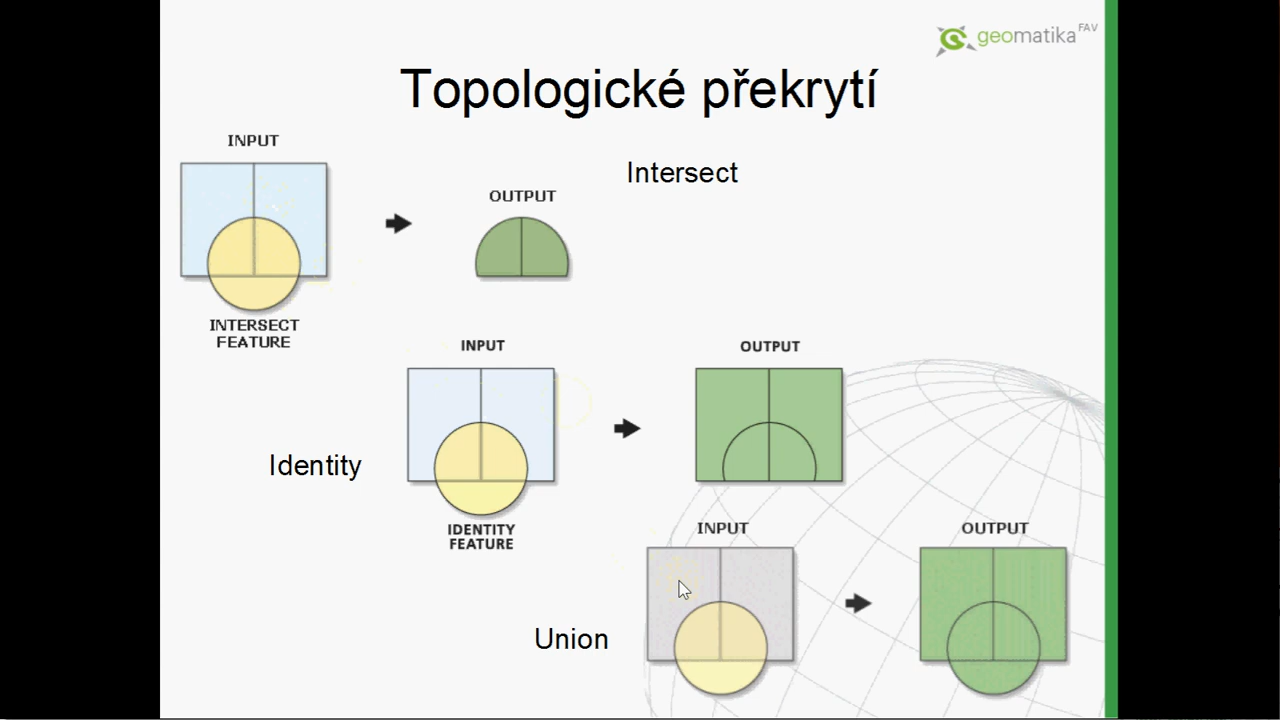 geomatika FAV
Topologické překrytí
INPUT
Intersect
OUTPUT
INTERSECT
FEATURE
INPUT
OUTPUT
Identity
IDENTITY
FEATURE
INPUT
OUTPUT
Union